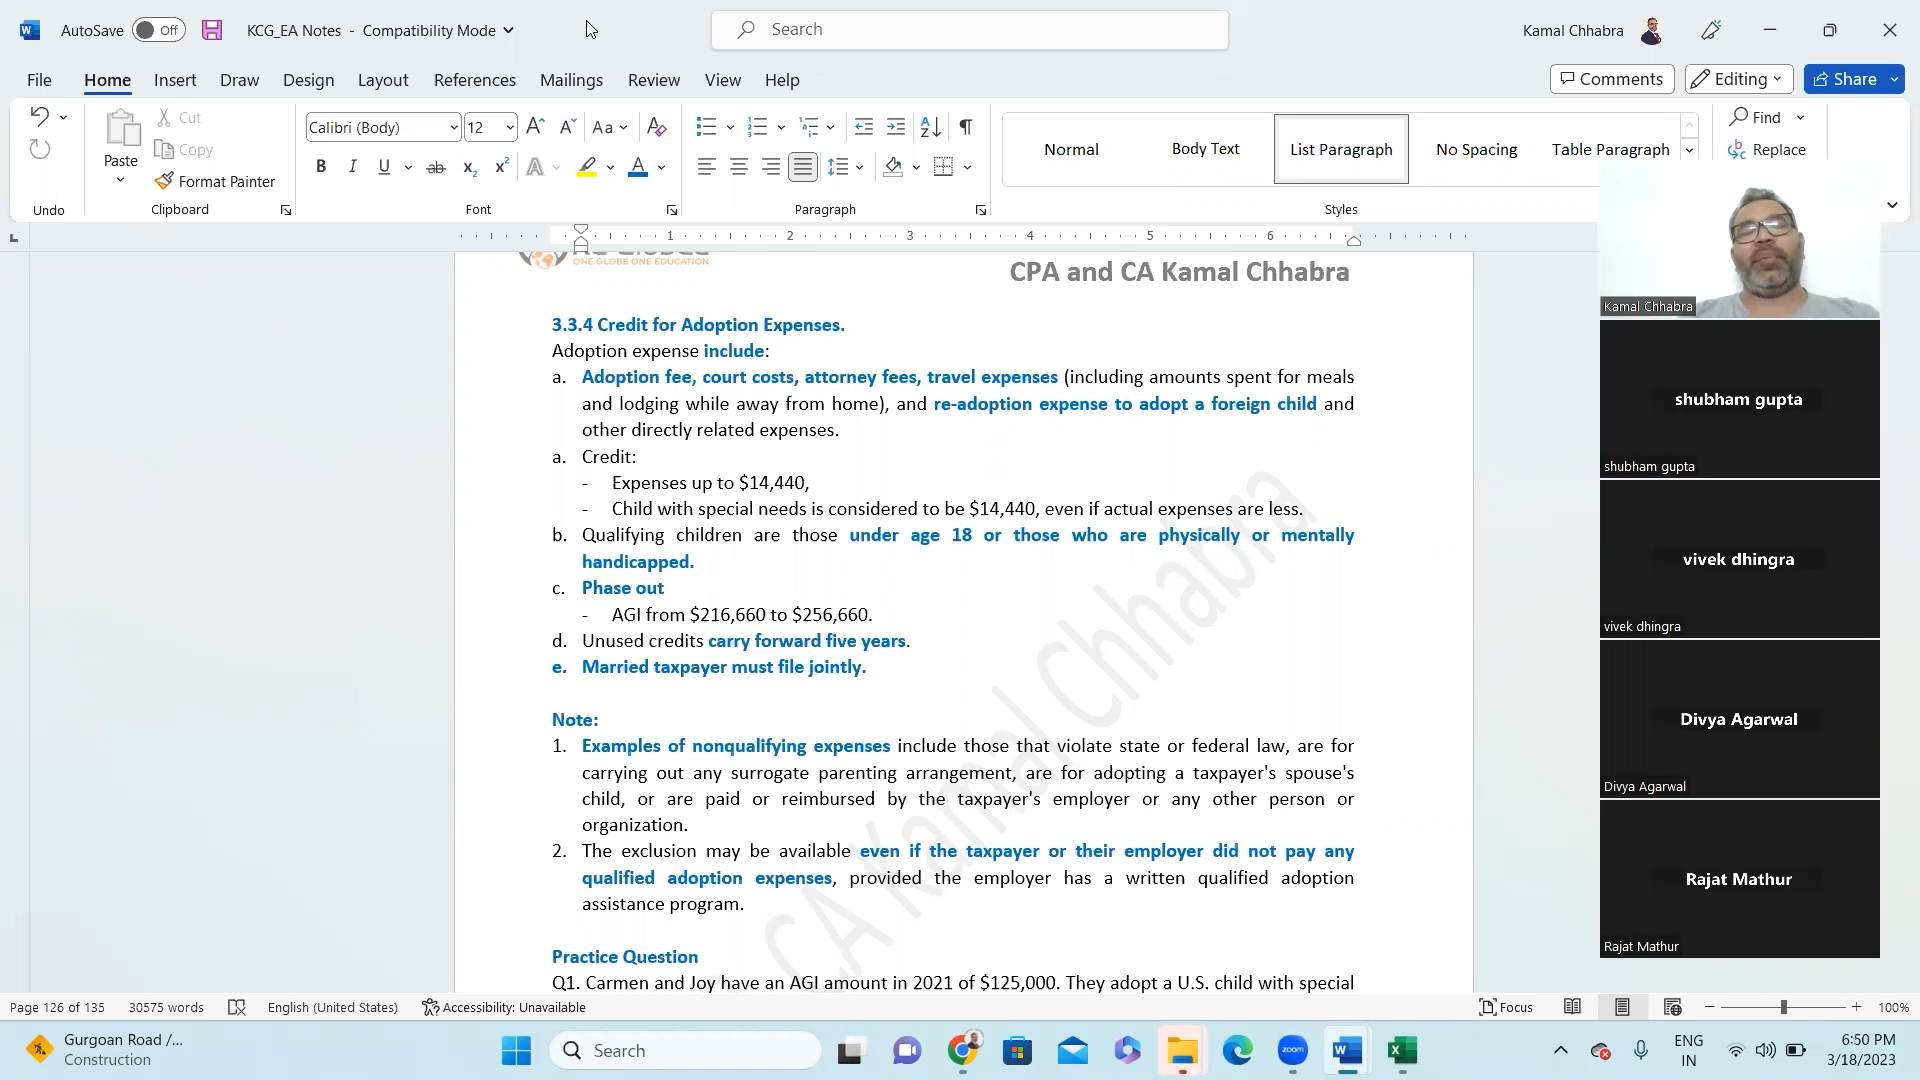 AutoSave Off KCG_EA Notes - Compatibility Mode Search Kamal Chhabra
File Home Insert Draw Design Layout References Mailings Review View Help Comments Editing Share
Paste Cut Copy Format Painter
Calibri (Body) 12 Aa
Normal Body Text List Paragraph No Spacing Table Paragraph
Find Replace
Undo Clipboard Font Paragraph Styles
1 2 3 4 5 6
ONE GLOBE ONE EDUCATION
CPA and CA Kamal Chhabra
3.3.4 Credit for Adoption Expenses.
Adoption expense include:
a. Adoption fee, court costs, attorney fees, travel expenses (including amounts spent for meals
and lodging while away from home), and re-adoption expense to adopt a foreign child and
other directly related expenses.
a. Credit:
- Expenses up to $14,440,
- Child with special needs is considered to be $14,440, even if actual expenses are less.
b. Qualifying children are those under age 18 or those who are physically or mentally
handicapped.
c. Phase out
- AGI from $216,660 to $256,660.
d. Unused credits carry forward five years.
e. Married taxpayer must file jointly.
Note:
1. Examples of nonqualifying expenses include those that violate state or federal law, are for
carrying out any surrogate parenting arrangement, are for adopting a taxpayer's spouse's
child, or are paid or reimbursed by the taxpayer's employer or any other person or
organization.
2. The exclusion may be available even if the taxpayer or their employer did not pay any
qualified adoption expenses, provided the employer has a written qualified adoption
assistance program.
Practice Question
Q1. Carmen and Joy have an AGI amount in 2021 of $125,000. They adopt a U.S. child with special
CA Kamal Chhabra
Kamal Chhabra
shubham gupta
shubham gupta
vivek dhingra
vivek dhingra
Divya Agarwal
Divya Agarwal
Rajat Mathur
Rajat Mathur
Page 126 of 135 30575 words English (United States) Accessibility: Unavailable Focus 100%
Gurgoan Road /...
Construction
Search
zoom
ENG
IN
6:50 PM
3/18/2023